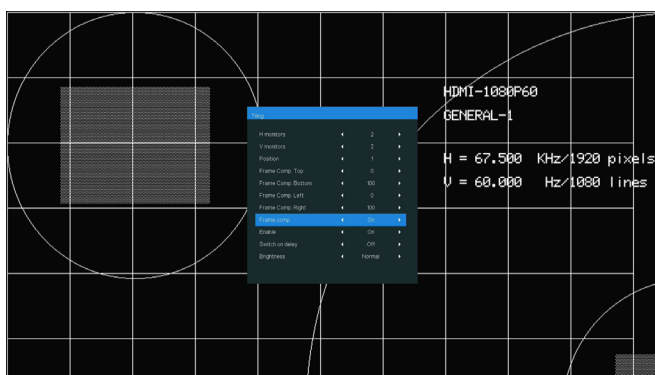 HDMI-1080P60
GENERAL-1
H = 67.500 KHz/1920 pixels
V = 60.000 Hz/1080 lines
Tiling
H monitors 2
V monitors 2
Position 1
Frame Comp. Top 0
Frame Comp. Bottom 100
Frame Comp. Left 0
Frame Comp. Right 100
Frame comp. On
Enable On
Switch on delay Off
Brightness Normal